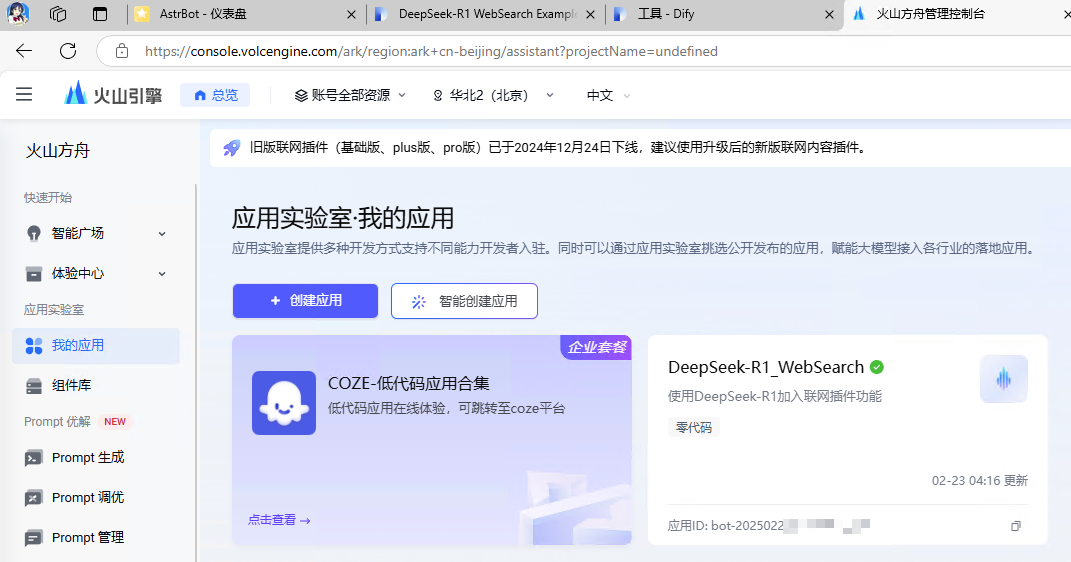 AstrBot - 仪表盘
DeepSeek-R1 WebSearch Example
工具 - Dify
火山方舟管理控制台
https://console.volcengine.com/ark/region:ark+cn-beijing/assistant?projectName=undefined
火山引擎
总览
账号全部资源
华北2（北京）
中文
火山方舟
旧版联网插件（基础版、plus版、pro版）已于2024年12月24日下线，建议使用升级后的新版联网内容插件。
快速开始
智能广场
体验中心
应用实验室
我的应用
组件库
Prompt 优解 NEW
Prompt 生成
Prompt 调优
Prompt 管理
应用实验室·我的应用
应用实验室提供多种开发方式支持不同能力开发者入驻。同时可以通过应用实验室挑选公开发布的应用，赋能大模型接入各行业的落地应用。
+ 创建应用
智能创建应用
企业套餐
COZE-低代码应用合集
低代码应用在线体验，可跳转至coze平台
点击查看→
DeepSeek-R1_WebSearch
使用DeepSeek-R1加入联网插件功能
零代码
02-23 04:16 更新
应用ID: bot-2025022